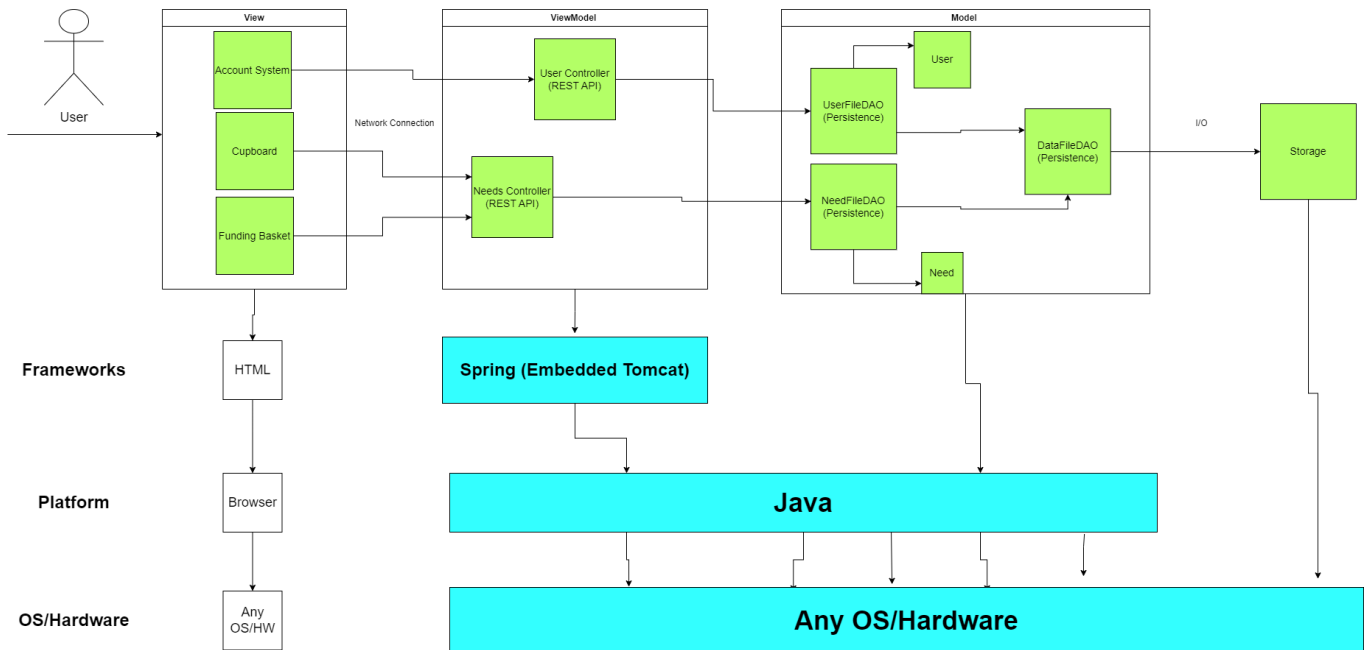 View
ViewModel
Model
User
Account System
Cupboard
Funding Basket
Network Connection
User Controller
(REST API)
Needs Controller
(REST API)
User
UserFileDAO
(Persistence)
NeedFileDAO
(Persistence)
Need
DataFileDAO
(Persistence)
I/O
Storage
Frameworks
HTML
Spring (Embedded Tomcat)
Platform
Browser
Java
OS/Hardware
Any
OS/HW
Any OS/Hardware